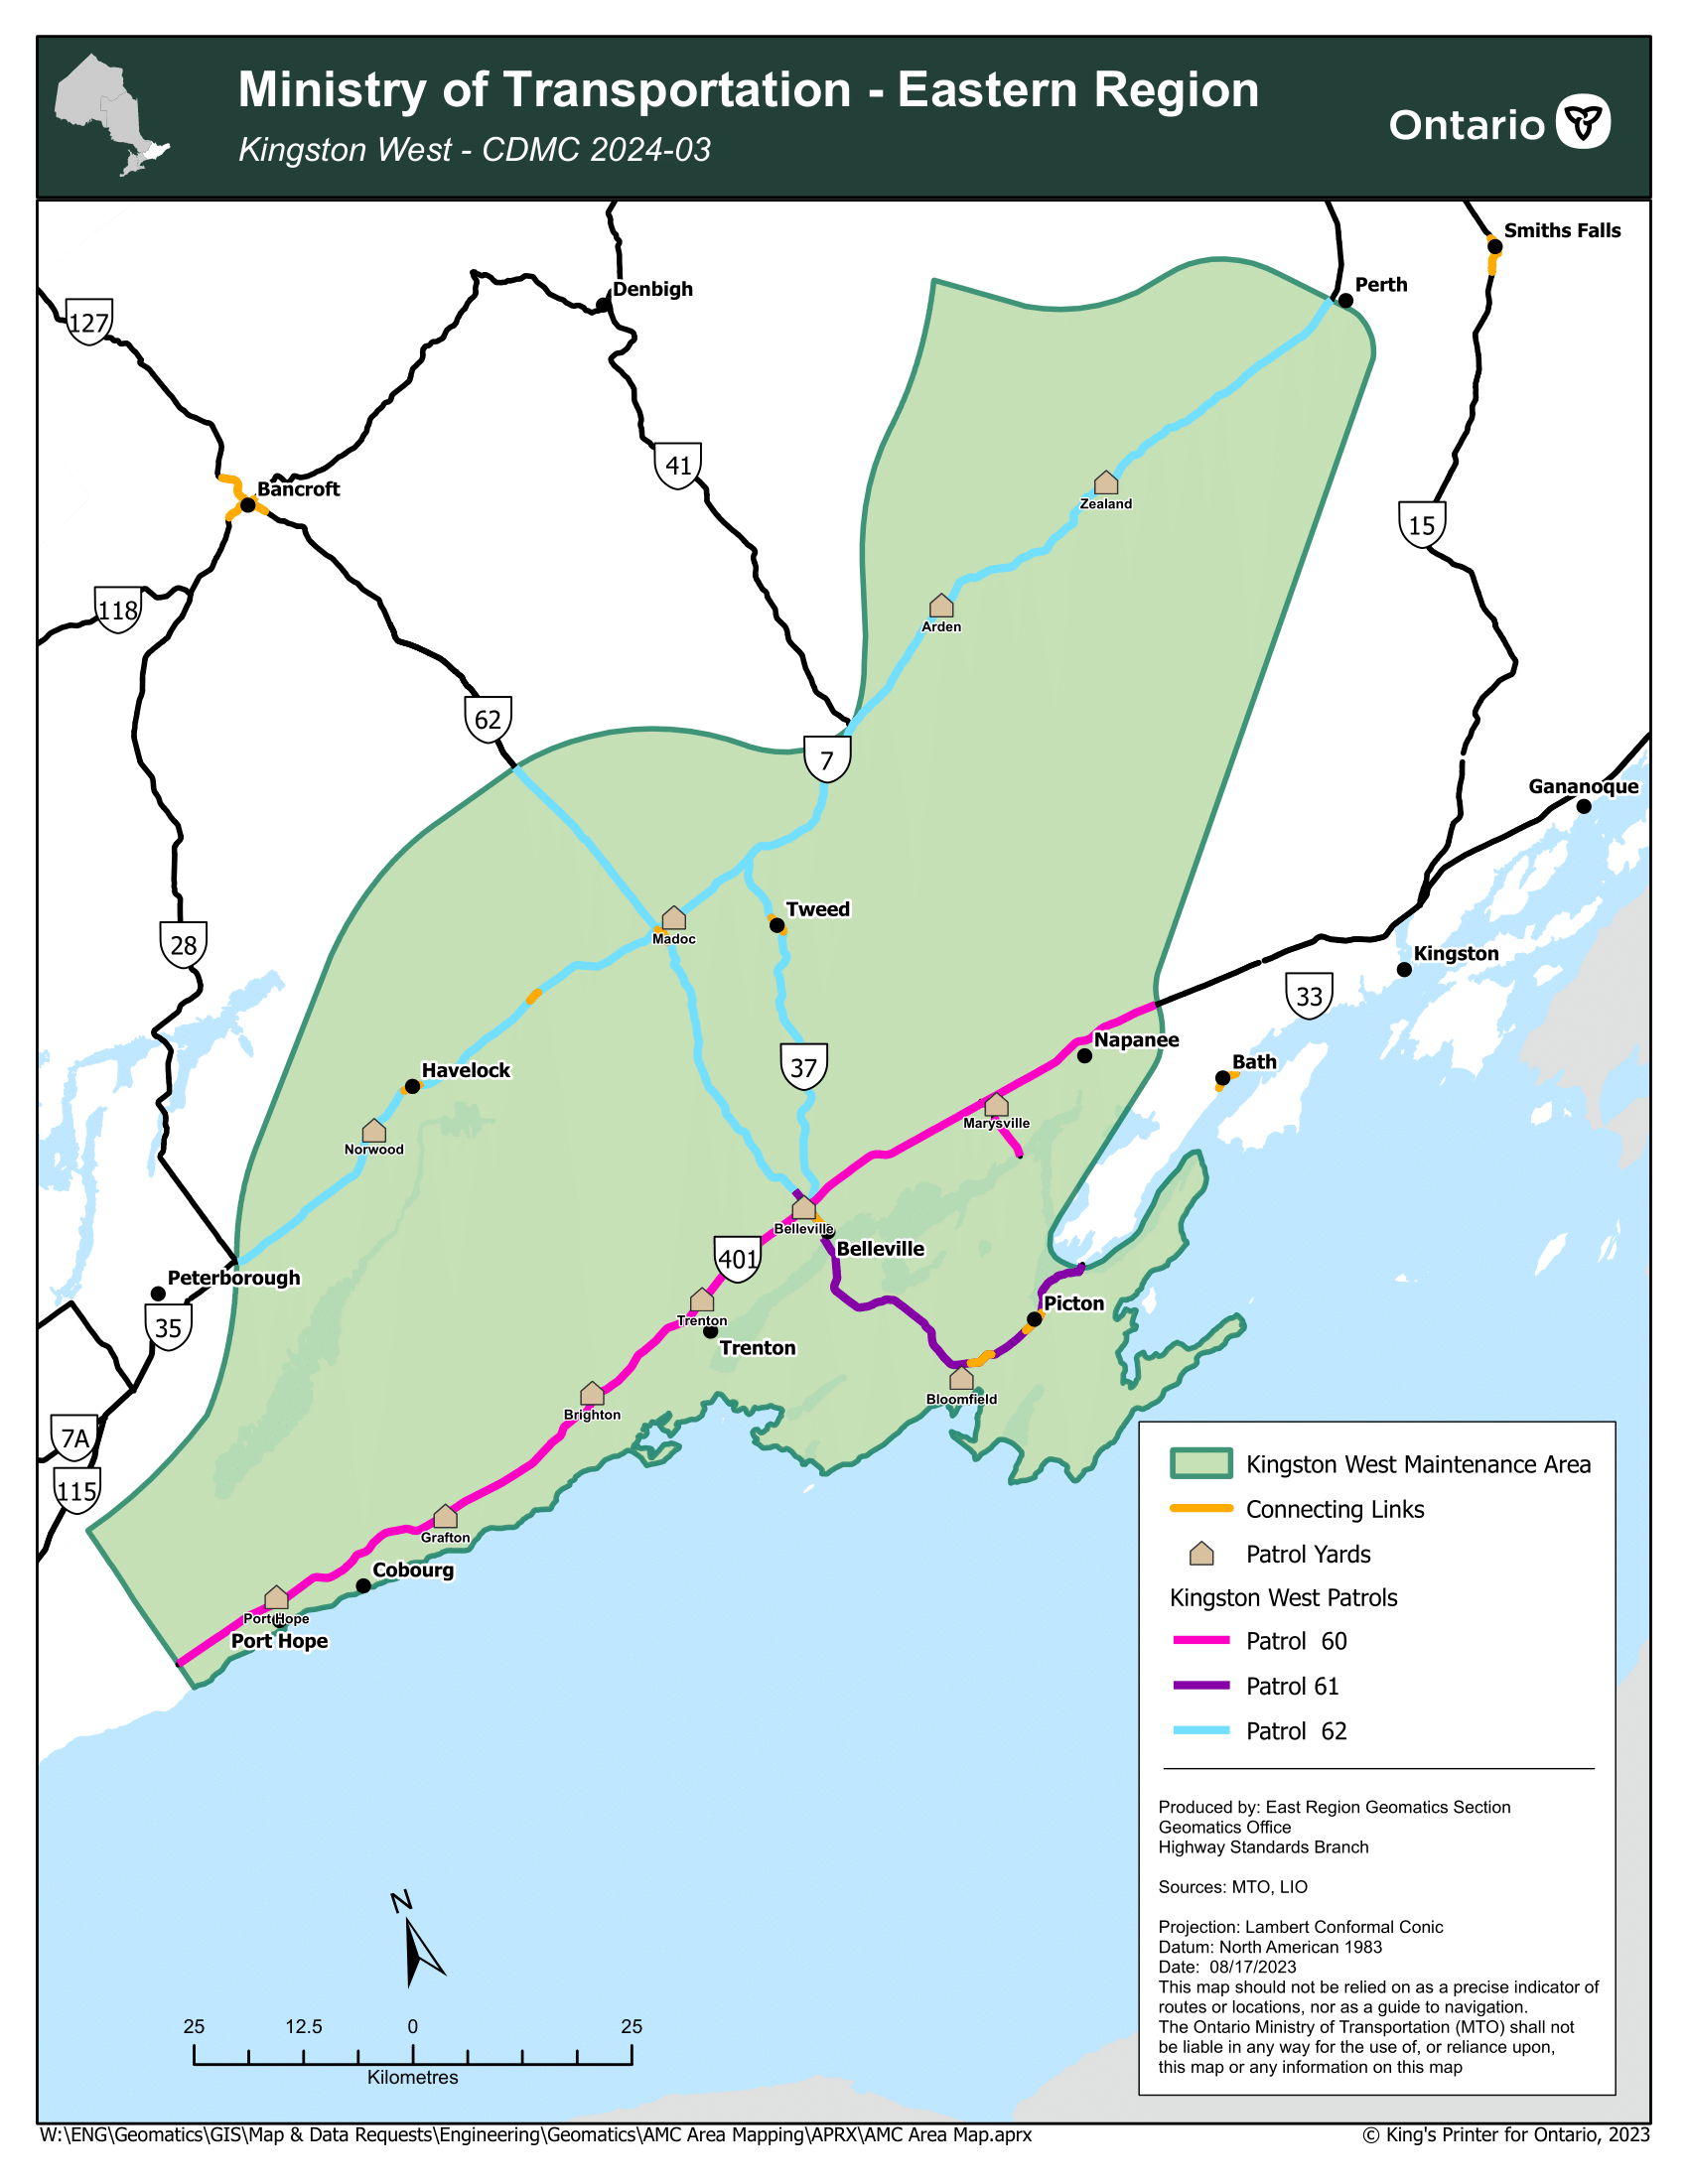 Ministry of Transportation - Eastern Region
Kingston West - CDMC 2024-03
Ontario
Smiths Falls
Perth
Denbigh
127
41
Bancroft
Zealand
15
118
Arden
62
7
Gananoque
Tweed
Madoc
28
Kingston
33
Napanee
Bath
37
Havelock
Marysville
Norwood
Belleville
Belleville
401
Peterborough
Picton
Trenton
35
Trenton
Bloomfield
Brighton
7A
115
Grafton
Cobourg
Port Hope
Port Hope
Kingston West Maintenance Area
Connecting Links
Patrol Yards
Kingston West Patrols
Patrol 60
Patrol 61
Patrol 62
Produced by: East Region Geomatics Section
Geomatics Office
Highway Standards Branch
Sources: MTO, LIO
Projection: Lambert Conformal Conic
Datum: North American 1983
Date: 08/17/2023
This map should not be relied on as a precise indicator of
routes or locations, nor as a guide to navigation.
The Ontario Ministry of Transportation (MTO) shall not
be liable in any way for the use of, or reliance upon,
this map or any information on this map
N
25 12.5 0 25
Kilometres
W:\ENG\Geomatics\GIS\Map & Data Requests\Engineering\Geomatics\AMC Area Mapping\APRX\AMC Area Map.aprx
© King's Printer for Ontario, 2023